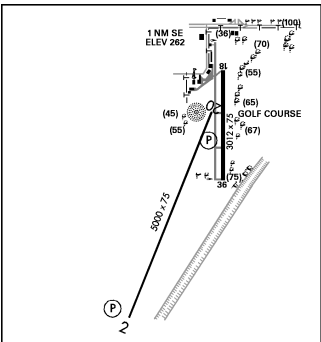 (36)
(100)
1 NM SE
ELEV 262
(70)
18
(55)
(45)
(65)
GOLF COURSE
(55)
(67)
P
3012 x 75
(75)
36
5000 x 75
P
2